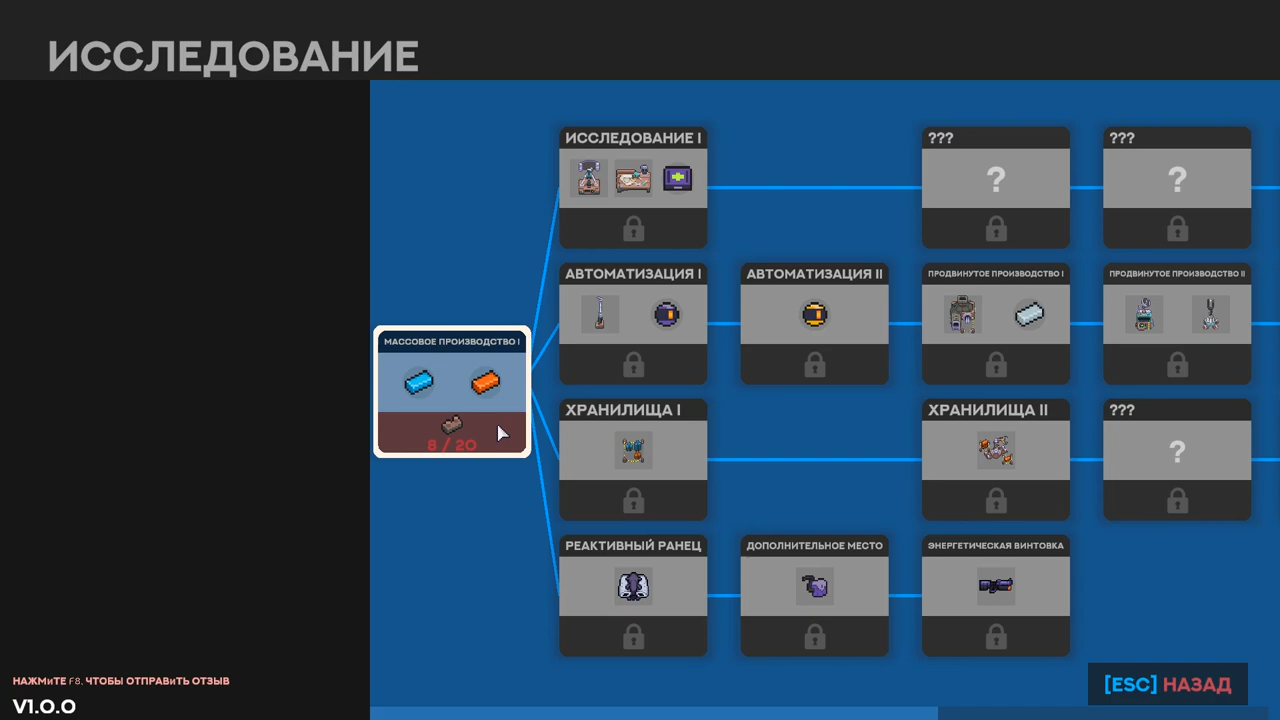 ИССЛЕДОВАНИЕ
ИССЛЕДОВАНИЕ I
???
?
???
?
АВТОМАТИЗАЦИЯ I
АВТОМАТИЗАЦИЯ II
ПРОДВИНУТОЕ ПРОИЗВОДСТВО I
ПРОДВИНУТОЕ ПРОИЗВОДСТВО II
МАССОВОЕ ПРОИЗВОДСТВО I
8 / 20
ХРАНИЛИЩА I
ХРАНИЛИЩА II
???
?
РЕАКТИВНЫЙ РАНЕЦ
ДОПОЛНИТЕЛЬНОЕ МЕСТО
ЭНЕРГЕТИЧЕСКАЯ ВИНТОВКА
НАЖМИТЕ F8, ЧТОБЫ ОТПРАВИТЬ ОТЗЫВ
V1.0.0
[ESC] НАЗАД